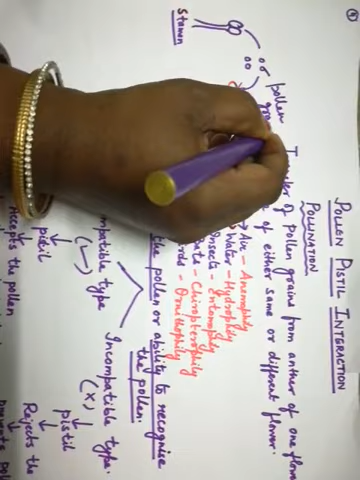 4
POLLEN PISTIL INTERACTION
POLLINATION
Transfer of pollen grains from anther of one flower
of either same or different flower.
pollen
Stamen
Air - Anemophily
Water - Hydrophily
Insects - Entomophily
Bats - Chiropterophily
Birds - Ornithophily
the pollen or ability to recognise
the pollen.
Compatible type
(✓)
Incompatible type.
(X)
pistil
pistil
Accepts the pollen
Rejects the